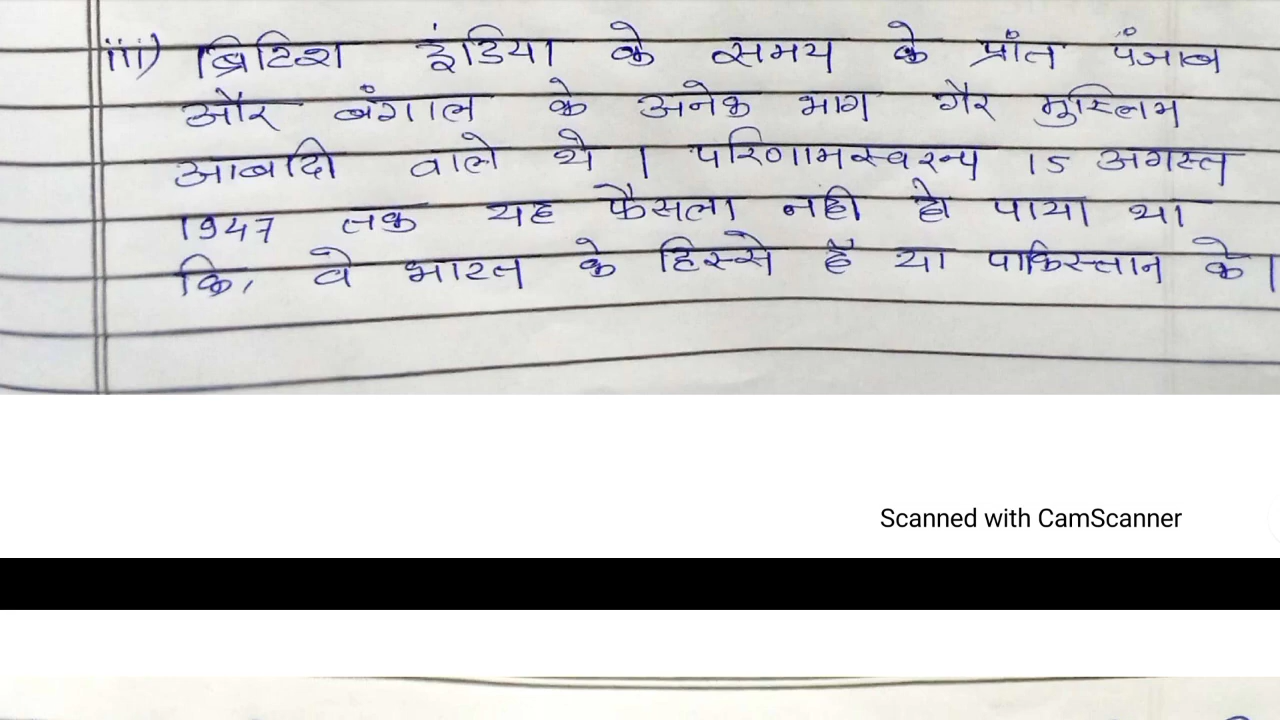 iii) ब्रिटिश इंडिया के समय के प्रांत पंजाब
और बंगाल के अनेक भाग गैर मुस्लिम
आबादि वाले थे । परिणामस्वरूप 15 अगस्त
1947 तक यह फैसला नही हो पाया था
कि, वे भारत के हिस्से है या पाकिस्तान के ।
Scanned with CamScanner